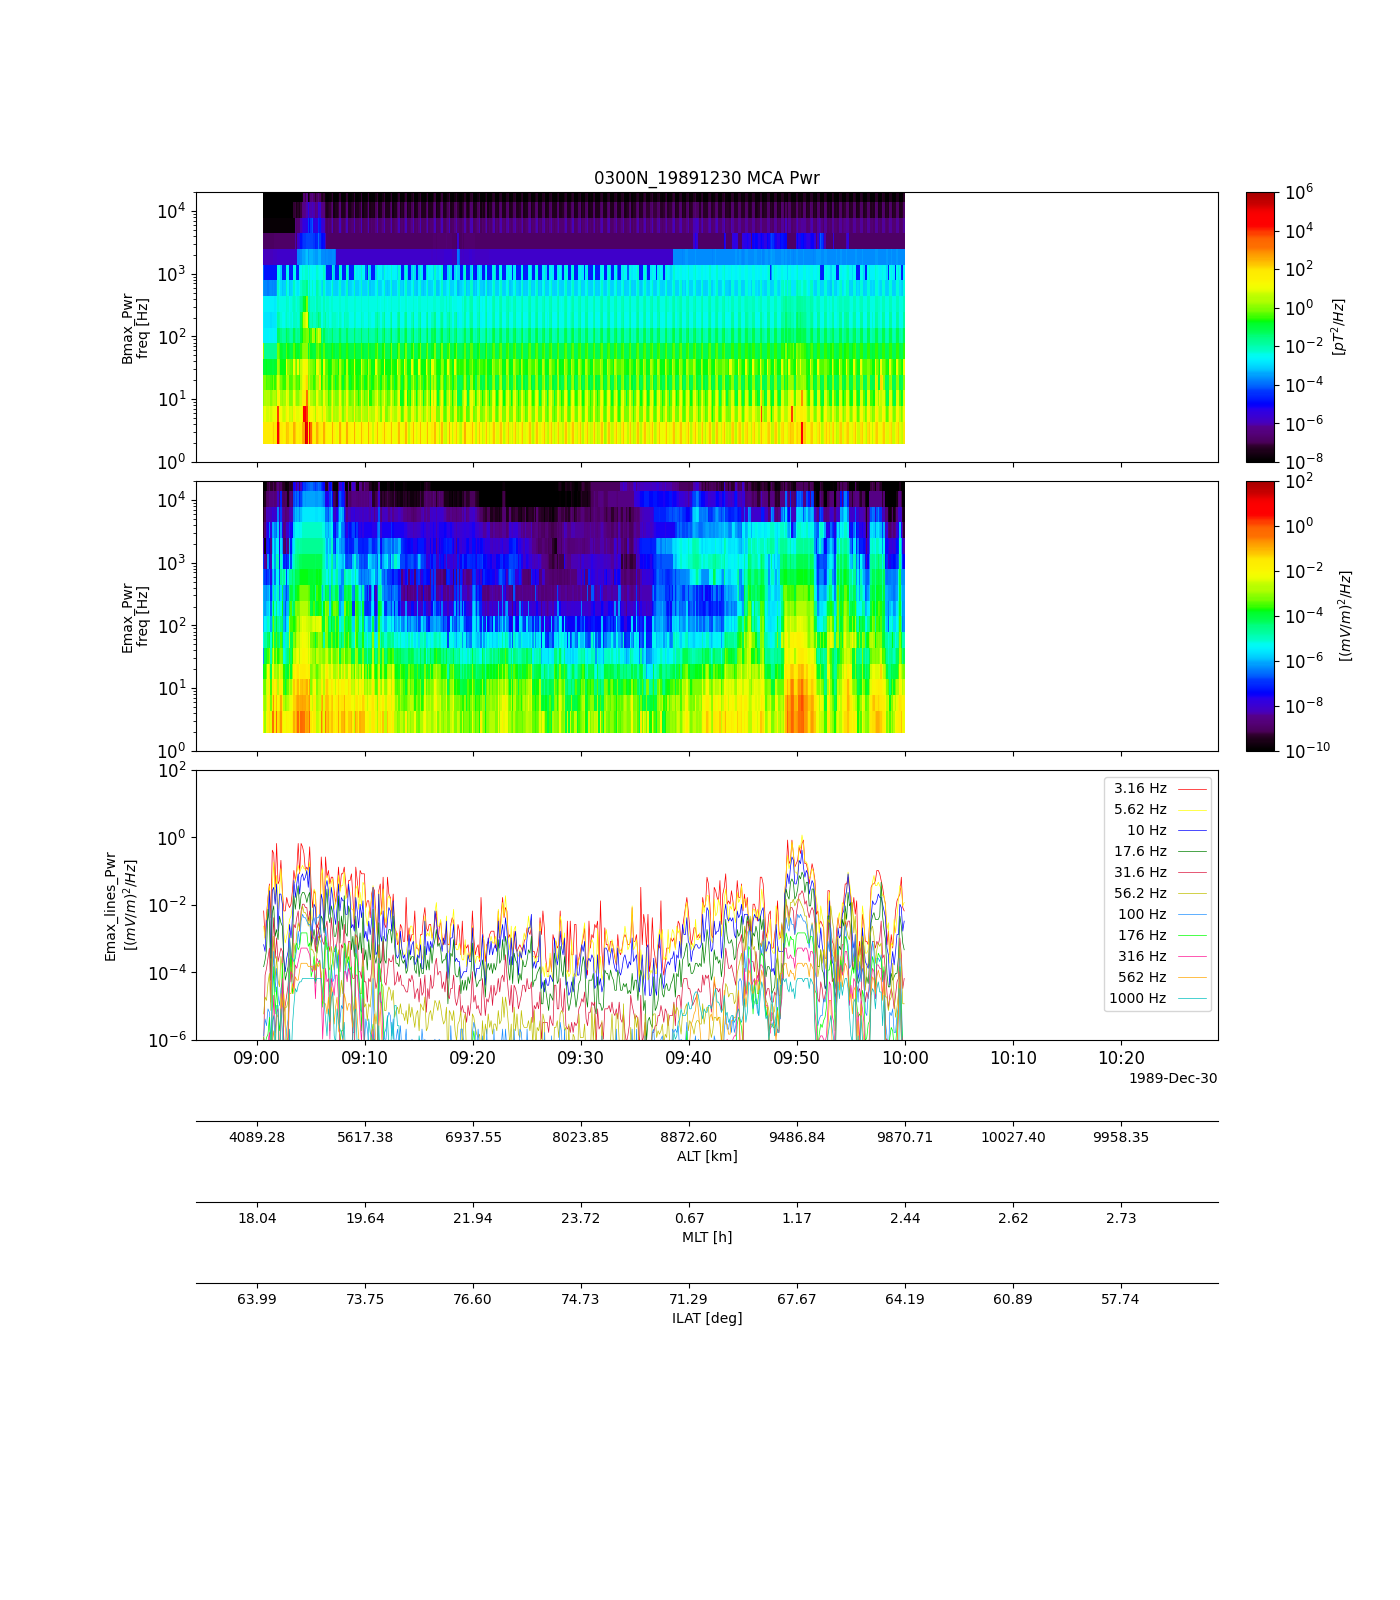 0300N_19891230 MCA Pwr
10^4
10^3
10^2
10^1
10^0
Bmax_Pwr
freq [Hz]
10^6
10^4
10^2
10^0
10^-2
10^-4
10^-6
10^-8
[pT^2/Hz]
10^4
10^3
10^2
10^1
10^0
Emax_Pwr
freq [Hz]
10^2
10^0
10^-2
10^-4
10^-6
10^-8
10^-10
[(mV/m)^2/Hz]
10^2
10^0
10^-2
10^-4
10^-6
Emax_lines_Pwr
[(mV/m)^2/Hz]
3.16 Hz
5.62 Hz
10 Hz
17.6 Hz
31.6 Hz
56.2 Hz
100 Hz
176 Hz
316 Hz
562 Hz
1000 Hz
09:00 09:10 09:20 09:30 09:40 09:50 10:00 10:10 10:20
1989-Dec-30
4089.28 5617.38 6937.55 8023.85 8872.60 9486.84 9870.71 10027.40 9958.35
ALT [km]
18.04 19.64 21.94 23.72 0.67 1.17 2.44 2.62 2.73
MLT [h]
63.99 73.75 76.60 74.73 71.29 67.67 64.19 60.89 57.74
ILAT [deg]